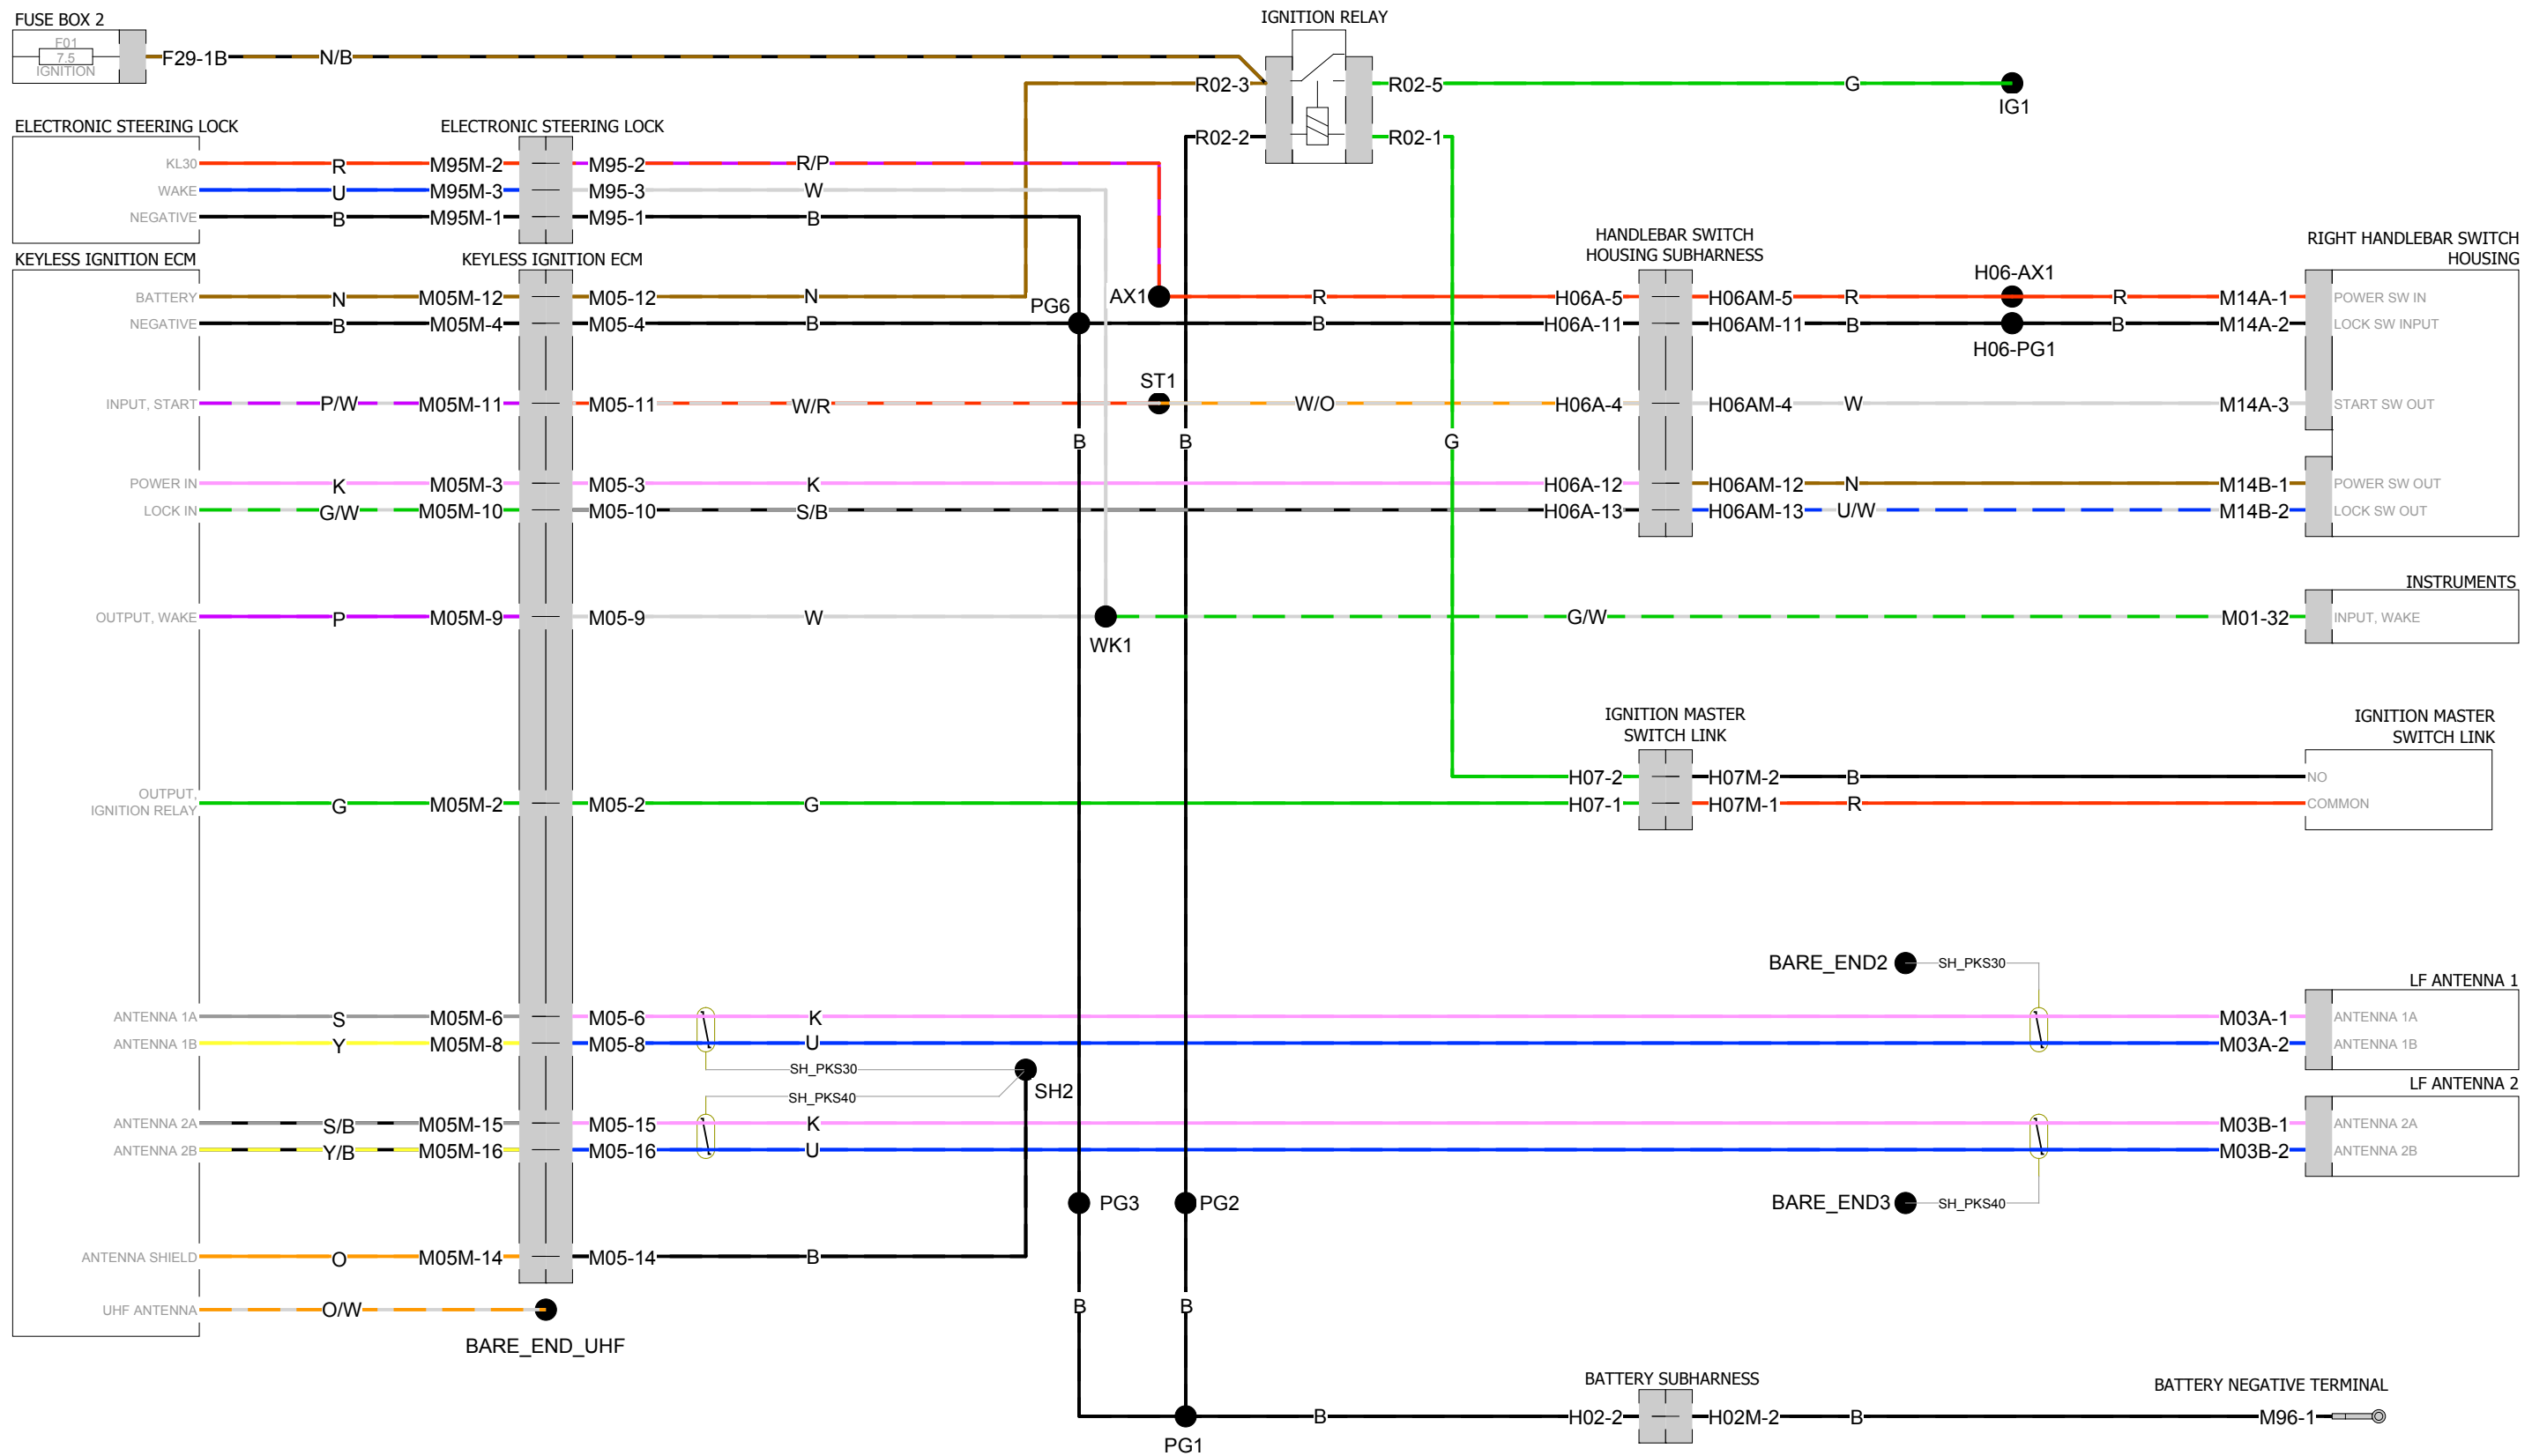 FUSE BOX 2
F01
7.5
IGNITION
F29-1B
N/B
IGNITION RELAY
R02-3
R02-5
G
IG1
R02-2
R02-1
ELECTRONIC STEERING LOCK
ELECTRONIC STEERING LOCK
KL30
R
M95M-2
M95-2
R/P
WAKE
U
M95M-3
M95-3
W
NEGATIVE
B
M95M-1
M95-1
B
KEYLESS IGNITION ECM
KEYLESS IGNITION ECM
HANDLEBAR SWITCH
HOUSING SUBHARNESS
RIGHT HANDLEBAR SWITCH
HOUSING
BATTERY
N
M05M-12
M05-12
N
AX1
R
H06A-5
H06AM-5
R
H06-AX1
R
M14A-1
POWER SW IN
NEGATIVE
B
M05M-4
M05-4
B
PG6
B
H06A-11
H06AM-11
B
H06-PG1
B
M14A-2
LOCK SW INPUT
INPUT, START
P/W
M05M-11
M05-11
W/R
ST1
W/O
H06A-4
H06AM-4
W
M14A-3
START SW OUT
B
B
G
POWER IN
K
M05M-3
M05-3
K
H06A-12
H06AM-12
N
M14B-1
POWER SW OUT
LOCK IN
G/W
M05M-10
M05-10
S/B
H06A-13
H06AM-13
U/W
M14B-2
LOCK SW OUT
INSTRUMENTS
OUTPUT, WAKE
P
M05M-9
M05-9
W
WK1
G/W
M01-32
INPUT, WAKE
IGNITION MASTER
SWITCH LINK
IGNITION MASTER
SWITCH LINK
H07-2
H07M-2
B
NO
OUTPUT,
IGNITION RELAY
G
M05M-2
M05-2
G
H07-1
H07M-1
R
COMMON
BARE_END2
SH_PKS30
LF ANTENNA 1
ANTENNA 1A
S
M05M-6
M05-6
K
M03A-1
ANTENNA 1A
ANTENNA 1B
Y
M05M-8
M05-8
U
M03A-2
ANTENNA 1B
SH_PKS30
SH2
SH_PKS40
LF ANTENNA 2
ANTENNA 2A
S/B
M05M-15
M05-15
K
M03B-1
ANTENNA 2A
ANTENNA 2B
Y/B
M05M-16
M05-16
U
M03B-2
ANTENNA 2B
PG3
PG2
BARE_END3
SH_PKS40
ANTENNA SHIELD
O
M05M-14
M05-14
B
UHF ANTENNA
O/W
BARE_END_UHF
B
B
BATTERY SUBHARNESS
BATTERY NEGATIVE TERMINAL
PG1
B
H02-2
H02M-2
B
M96-1